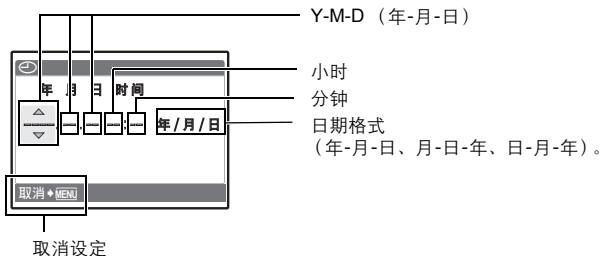 Y-M-D （年-月-日）
小时
分钟
日期格式
（年-月-日、月-日-年、日-月-年）。
年 月 日 时间
----.--.-- --:-- 年/月/日
取消 MENU
取消设定